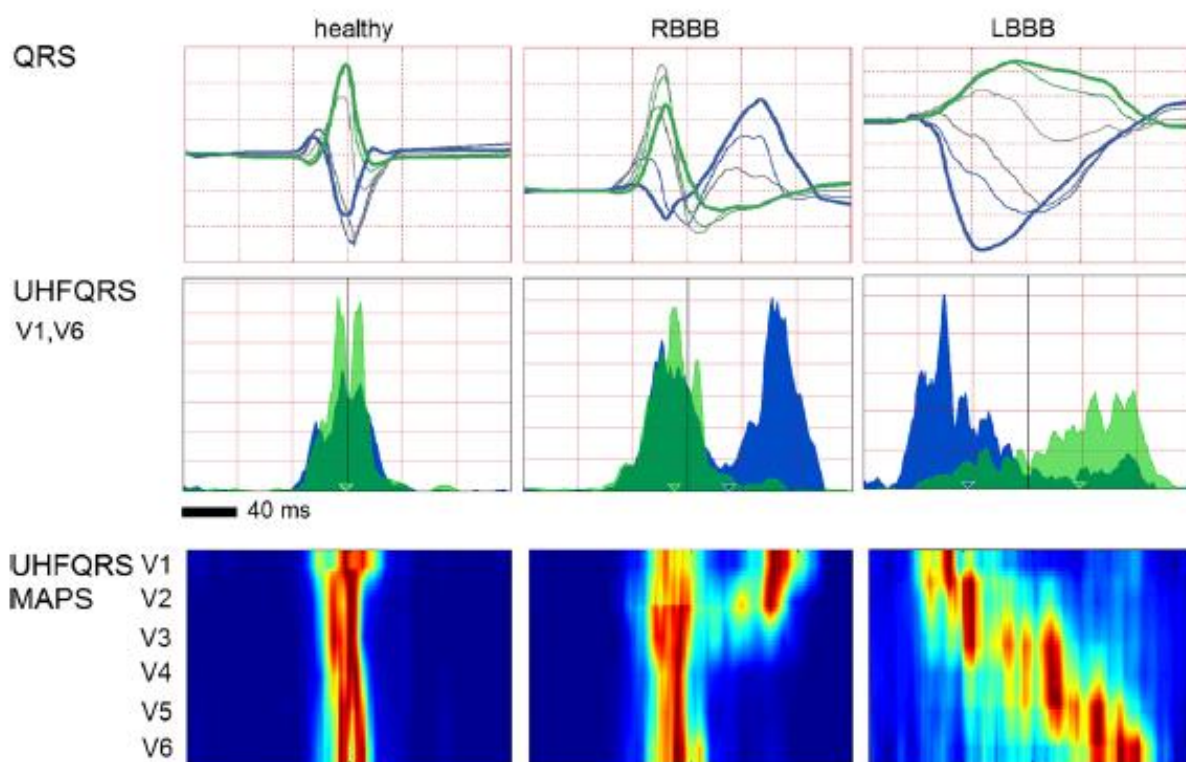 healthy RBBB LBBB
QRS
UHFQRS
V1,V6
40 ms
UHFQRS V1
MAPS V2
V3
V4
V5
V6